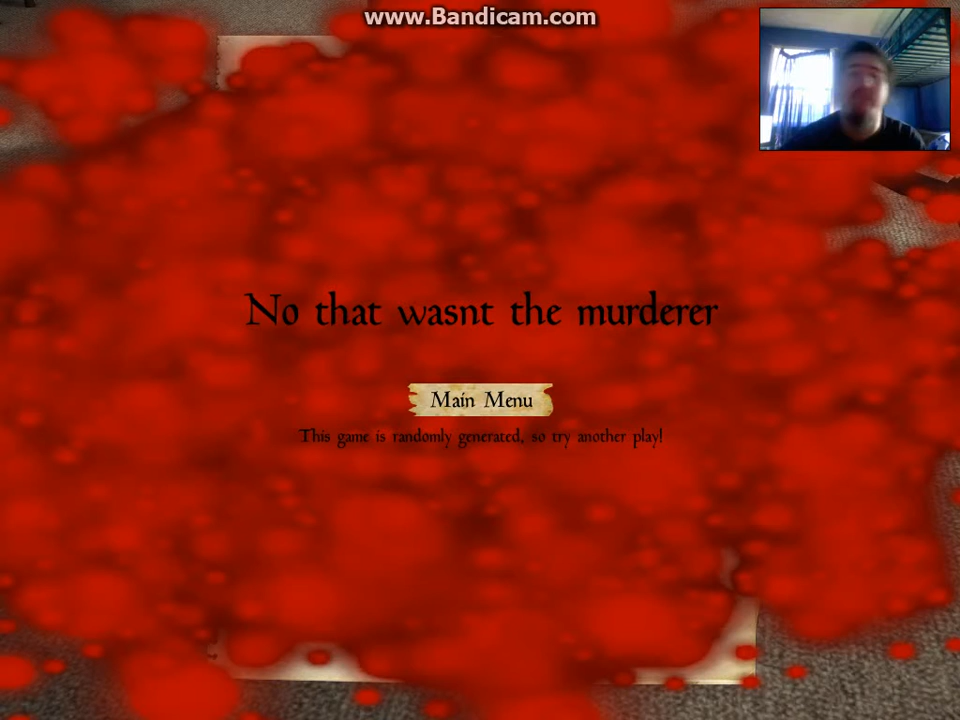 www.Bandicam.com
No that wasnt the murderer
Main Menu
This game is randomly generated, so try another play!